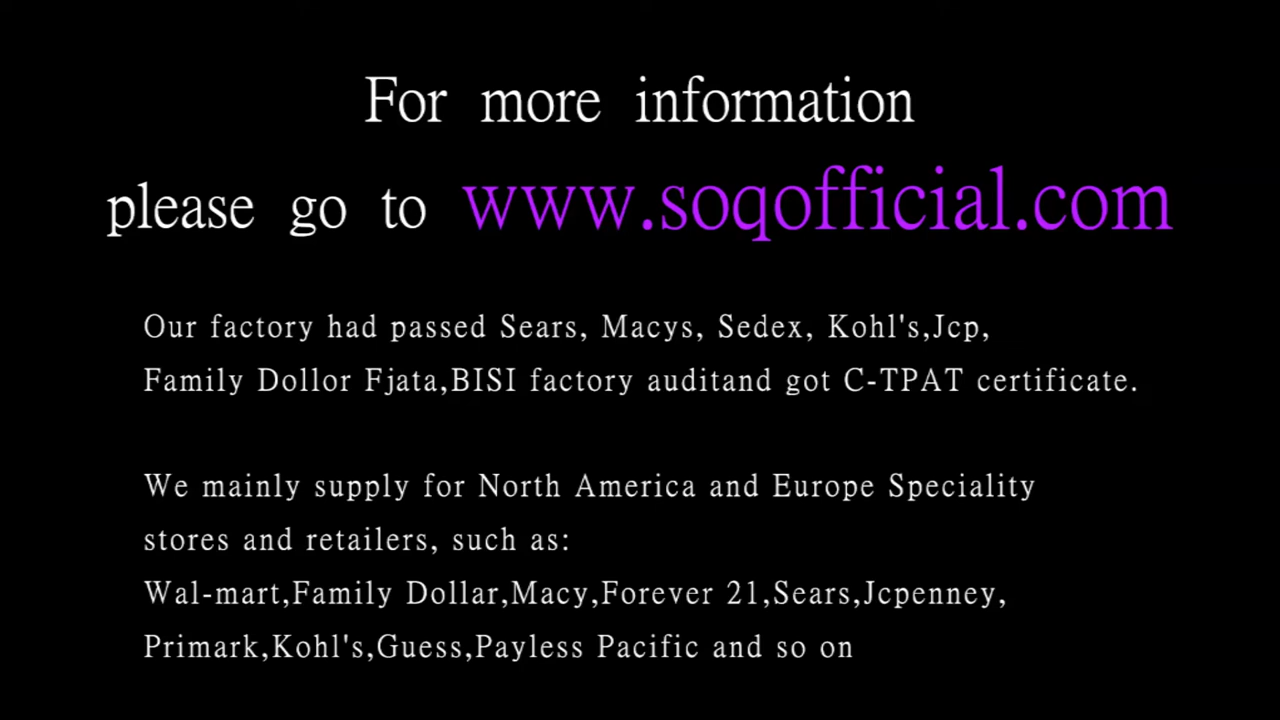 For more information
please go to www.soqofficial.com
Our factory had passed Sears, Macys, Sedex, Kohl's,Jcp,
Family Dollor Fjata,BISI factory auditand got C-TPAT certificate.
We mainly supply for North America and Europe Speciality
stores and retailers, such as:
Wal-mart,Family Dollar,Macy,Forever 21,Sears,Jcpenney,
Primark,Kohl's,Guess,Payless Pacific and so on